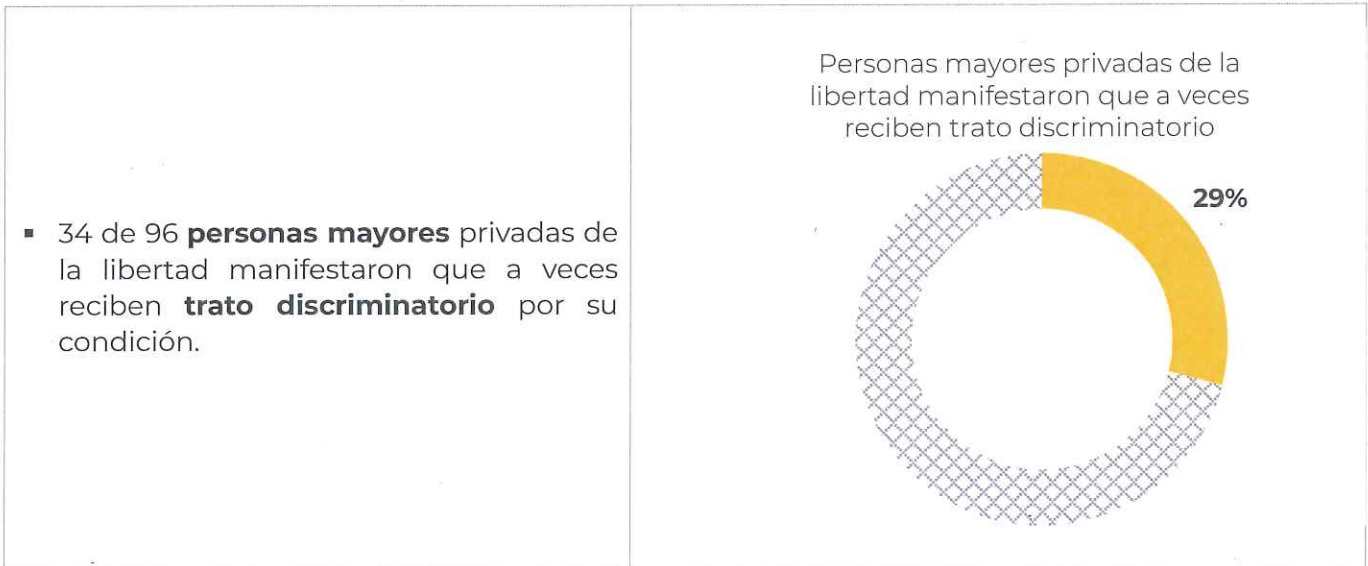 ▪ 34 de 96 personas mayores privadas de
la libertad manifestaron que a veces
reciben trato discriminatorio por su
condición.
Personas mayores privadas de la
libertad manifestaron que a veces
reciben trato discriminatorio
29%